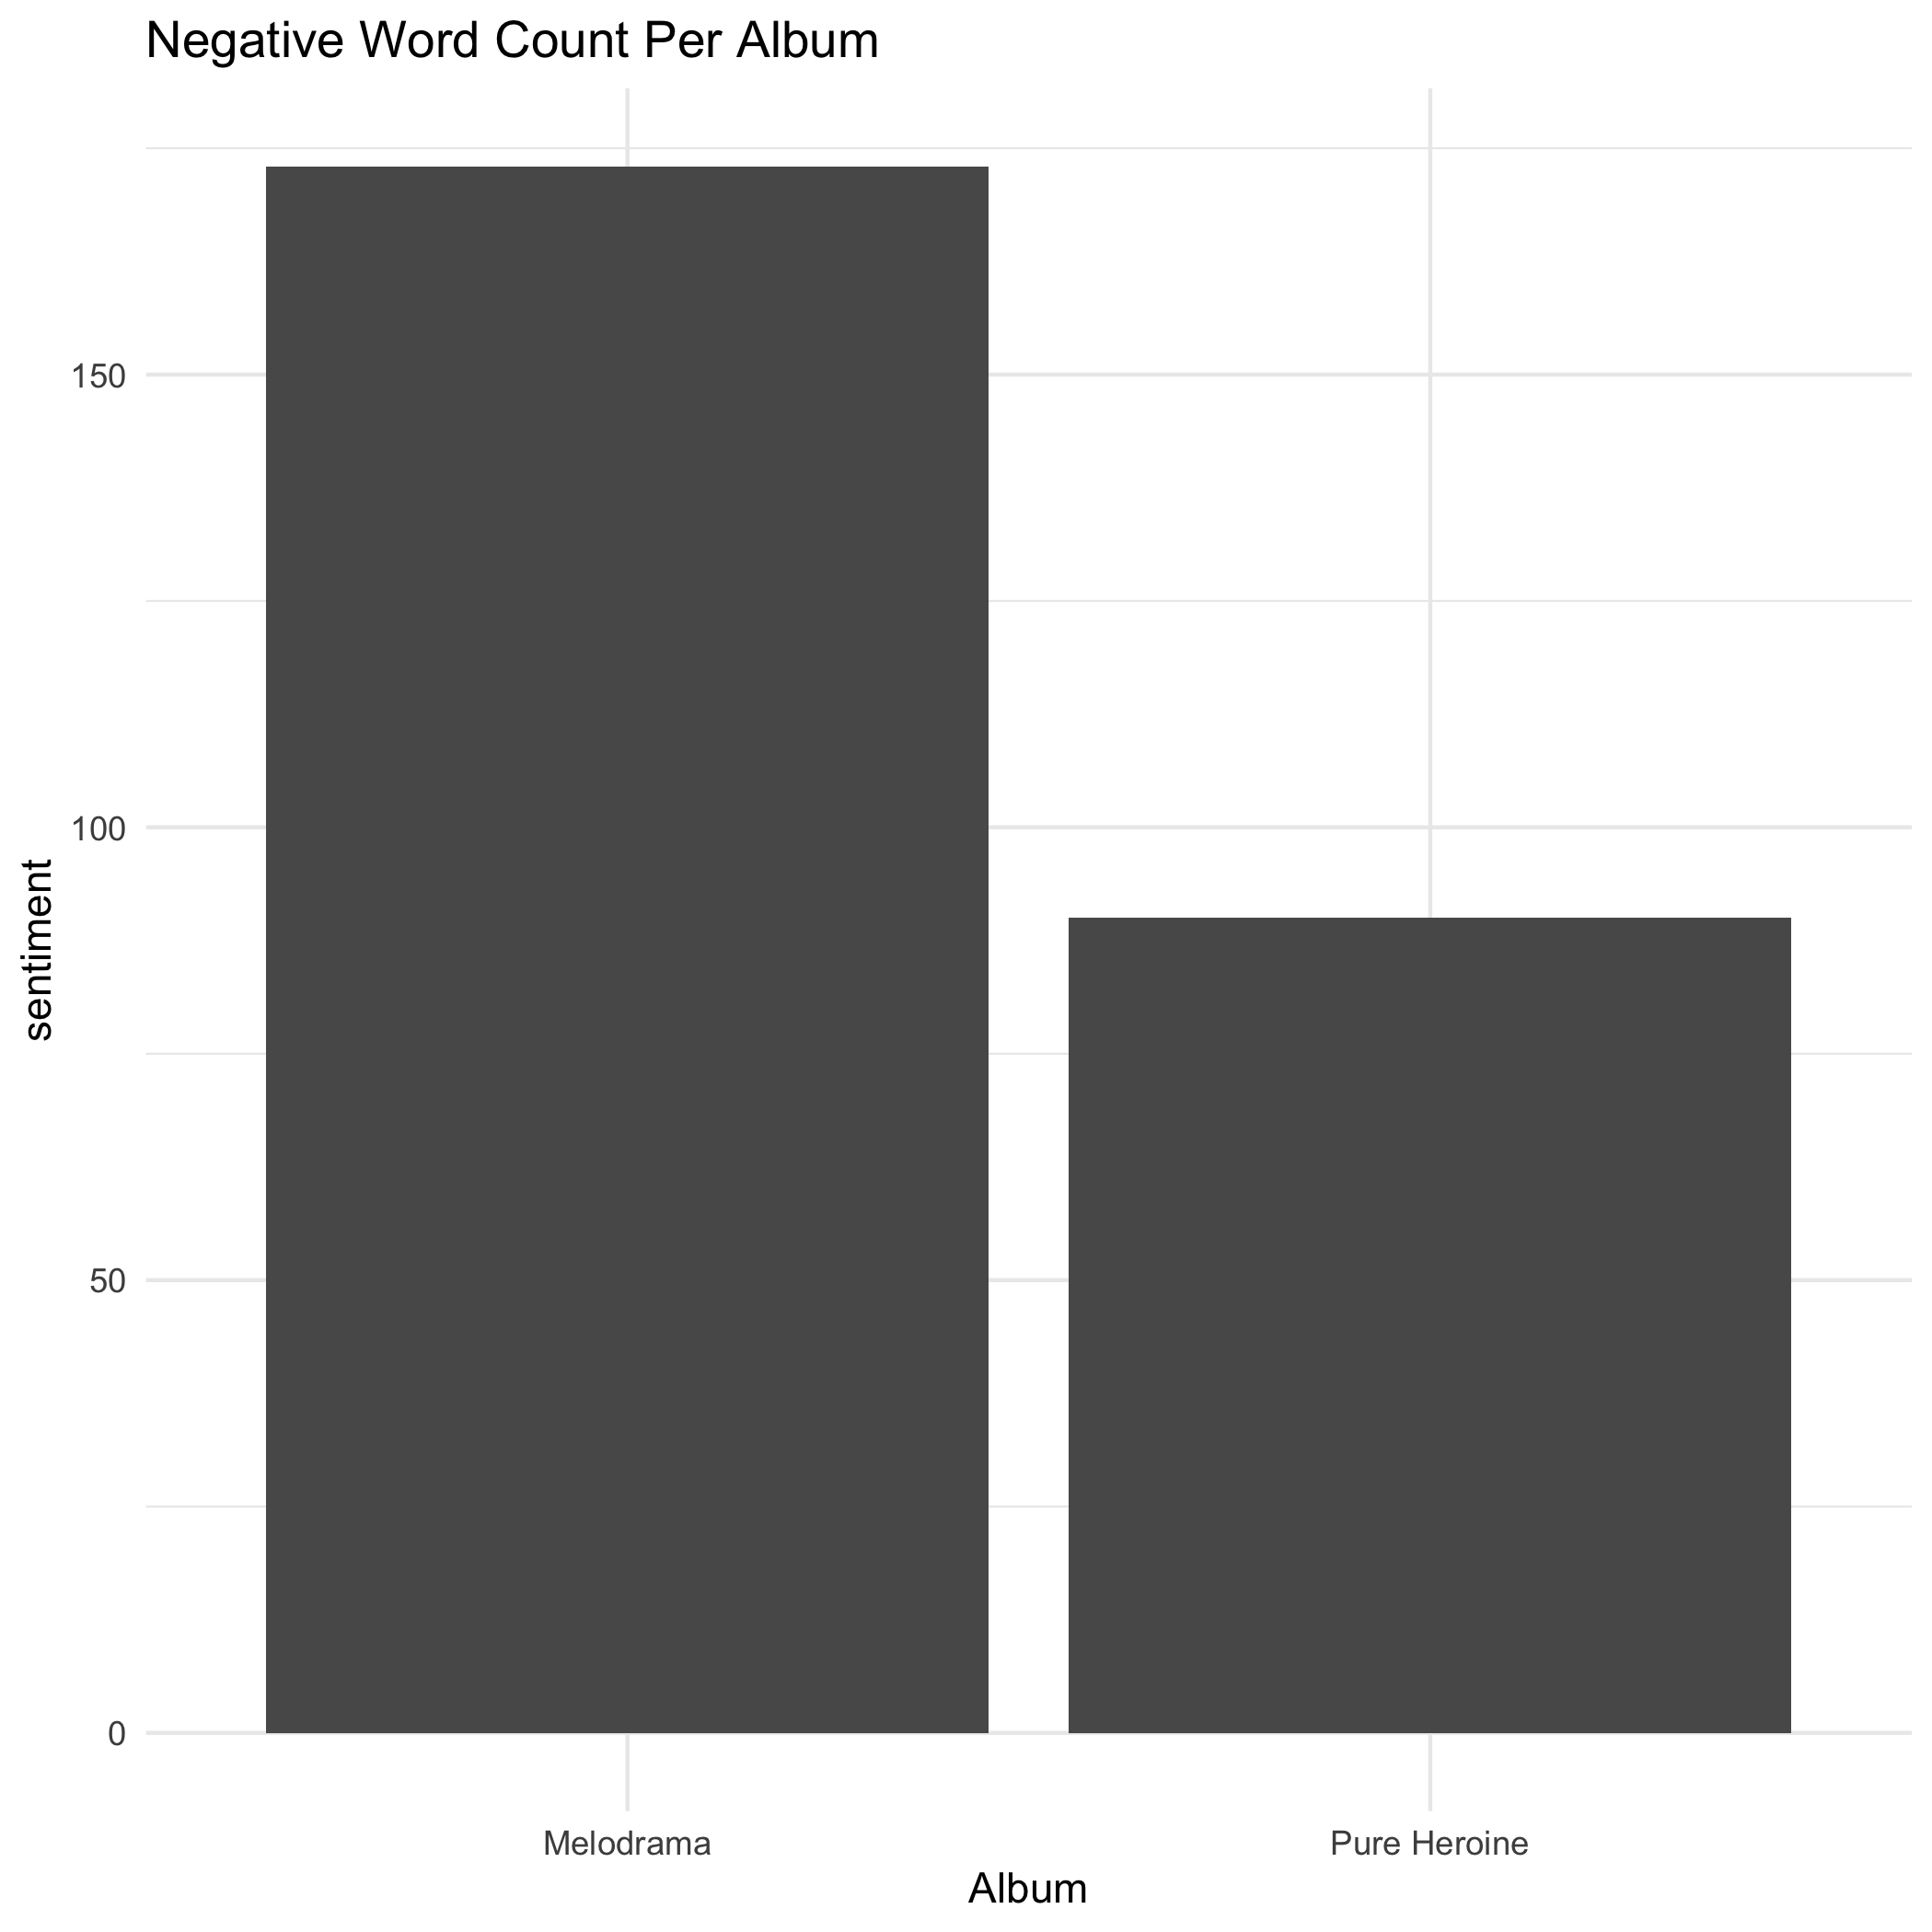 Negative Word Count Per Album
sentiment
150
100
50
0
Melodrama
Pure Heroine
Album